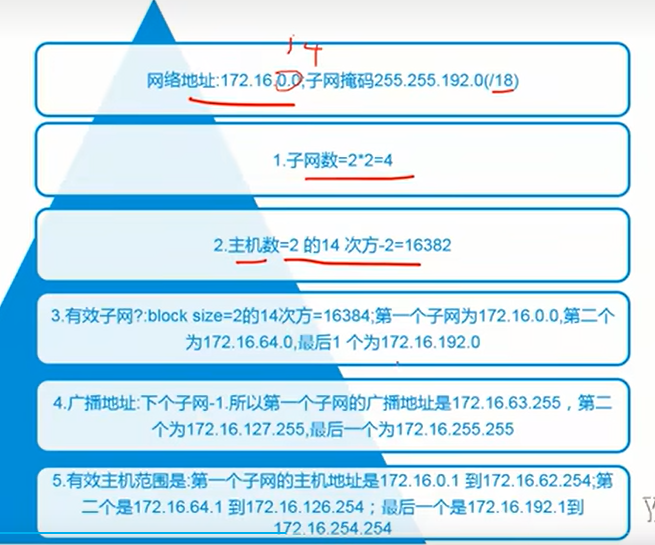 14
网络地址:172.16.0.0;子网掩码255.255.192.0(/18)
1.子网数=2*2=4
2.主机数=2 的14 次方-2=16382
3.有效子网?:block size=2的14次方=16384;第一个子网为172.16.0.0,第二个
为172.16.64.0,最后1 个为172.16.192.0
4.广播地址:下个子网-1.所以第一个子网的广播地址是172.16.63.255，第二
个为172.16.127.255,最后一个为172.16.255.255
5.有效主机范围是:第一个子网的主机地址是172.16.0.1 到172.16.62.254;第
二个是172.16.64.1 到172.16.126.254；最后一个是172.16.192.1到
172.16.254.254